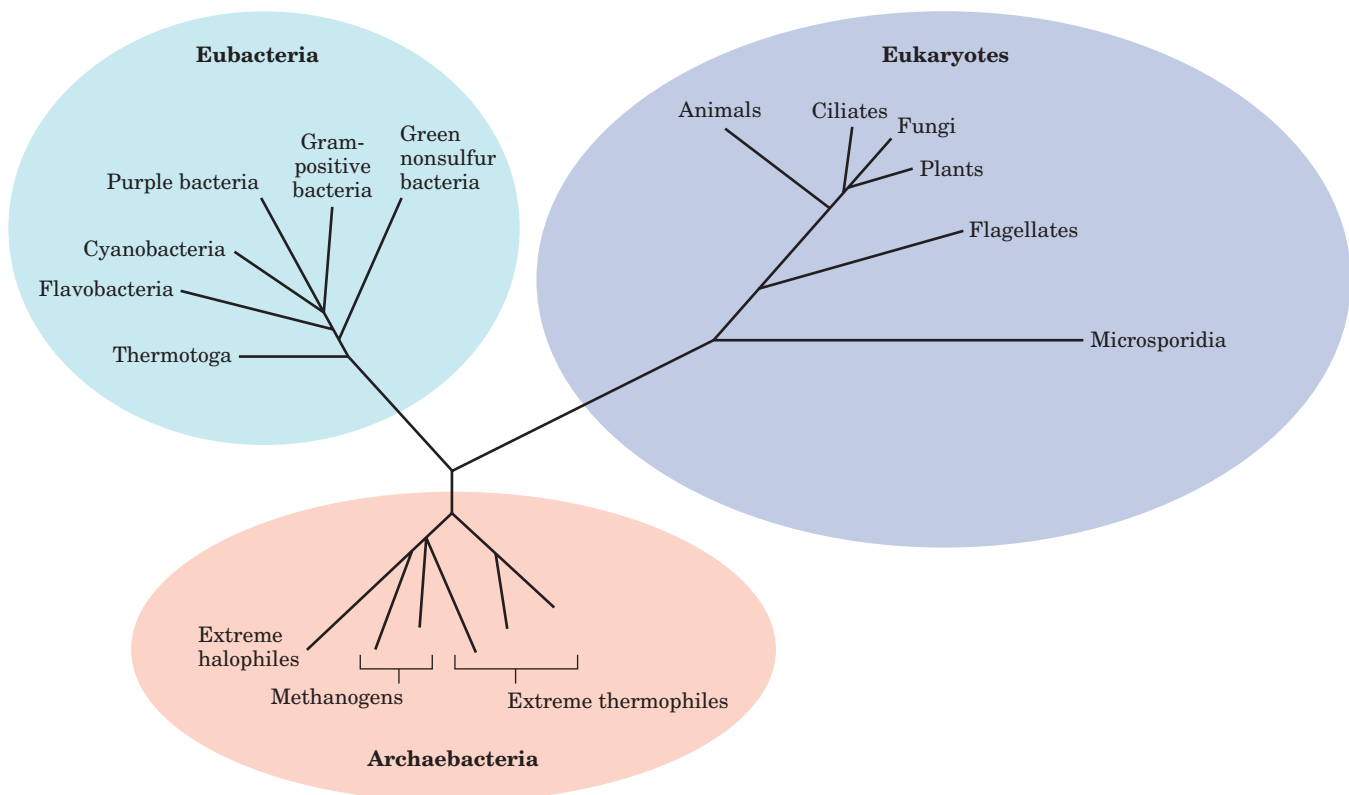 Eubacteria
Purple bacteria
Gram-
positive
bacteria
Green
nonsulfur
bacteria
Cyanobacteria
Flavobacteria
Thermotoga
Eukaryotes
Animals
Ciliates
Fungi
Plants
Flagellates
Microsporidia
Extreme
halophiles
Methanogens
Extreme thermophiles
Archaebacteria